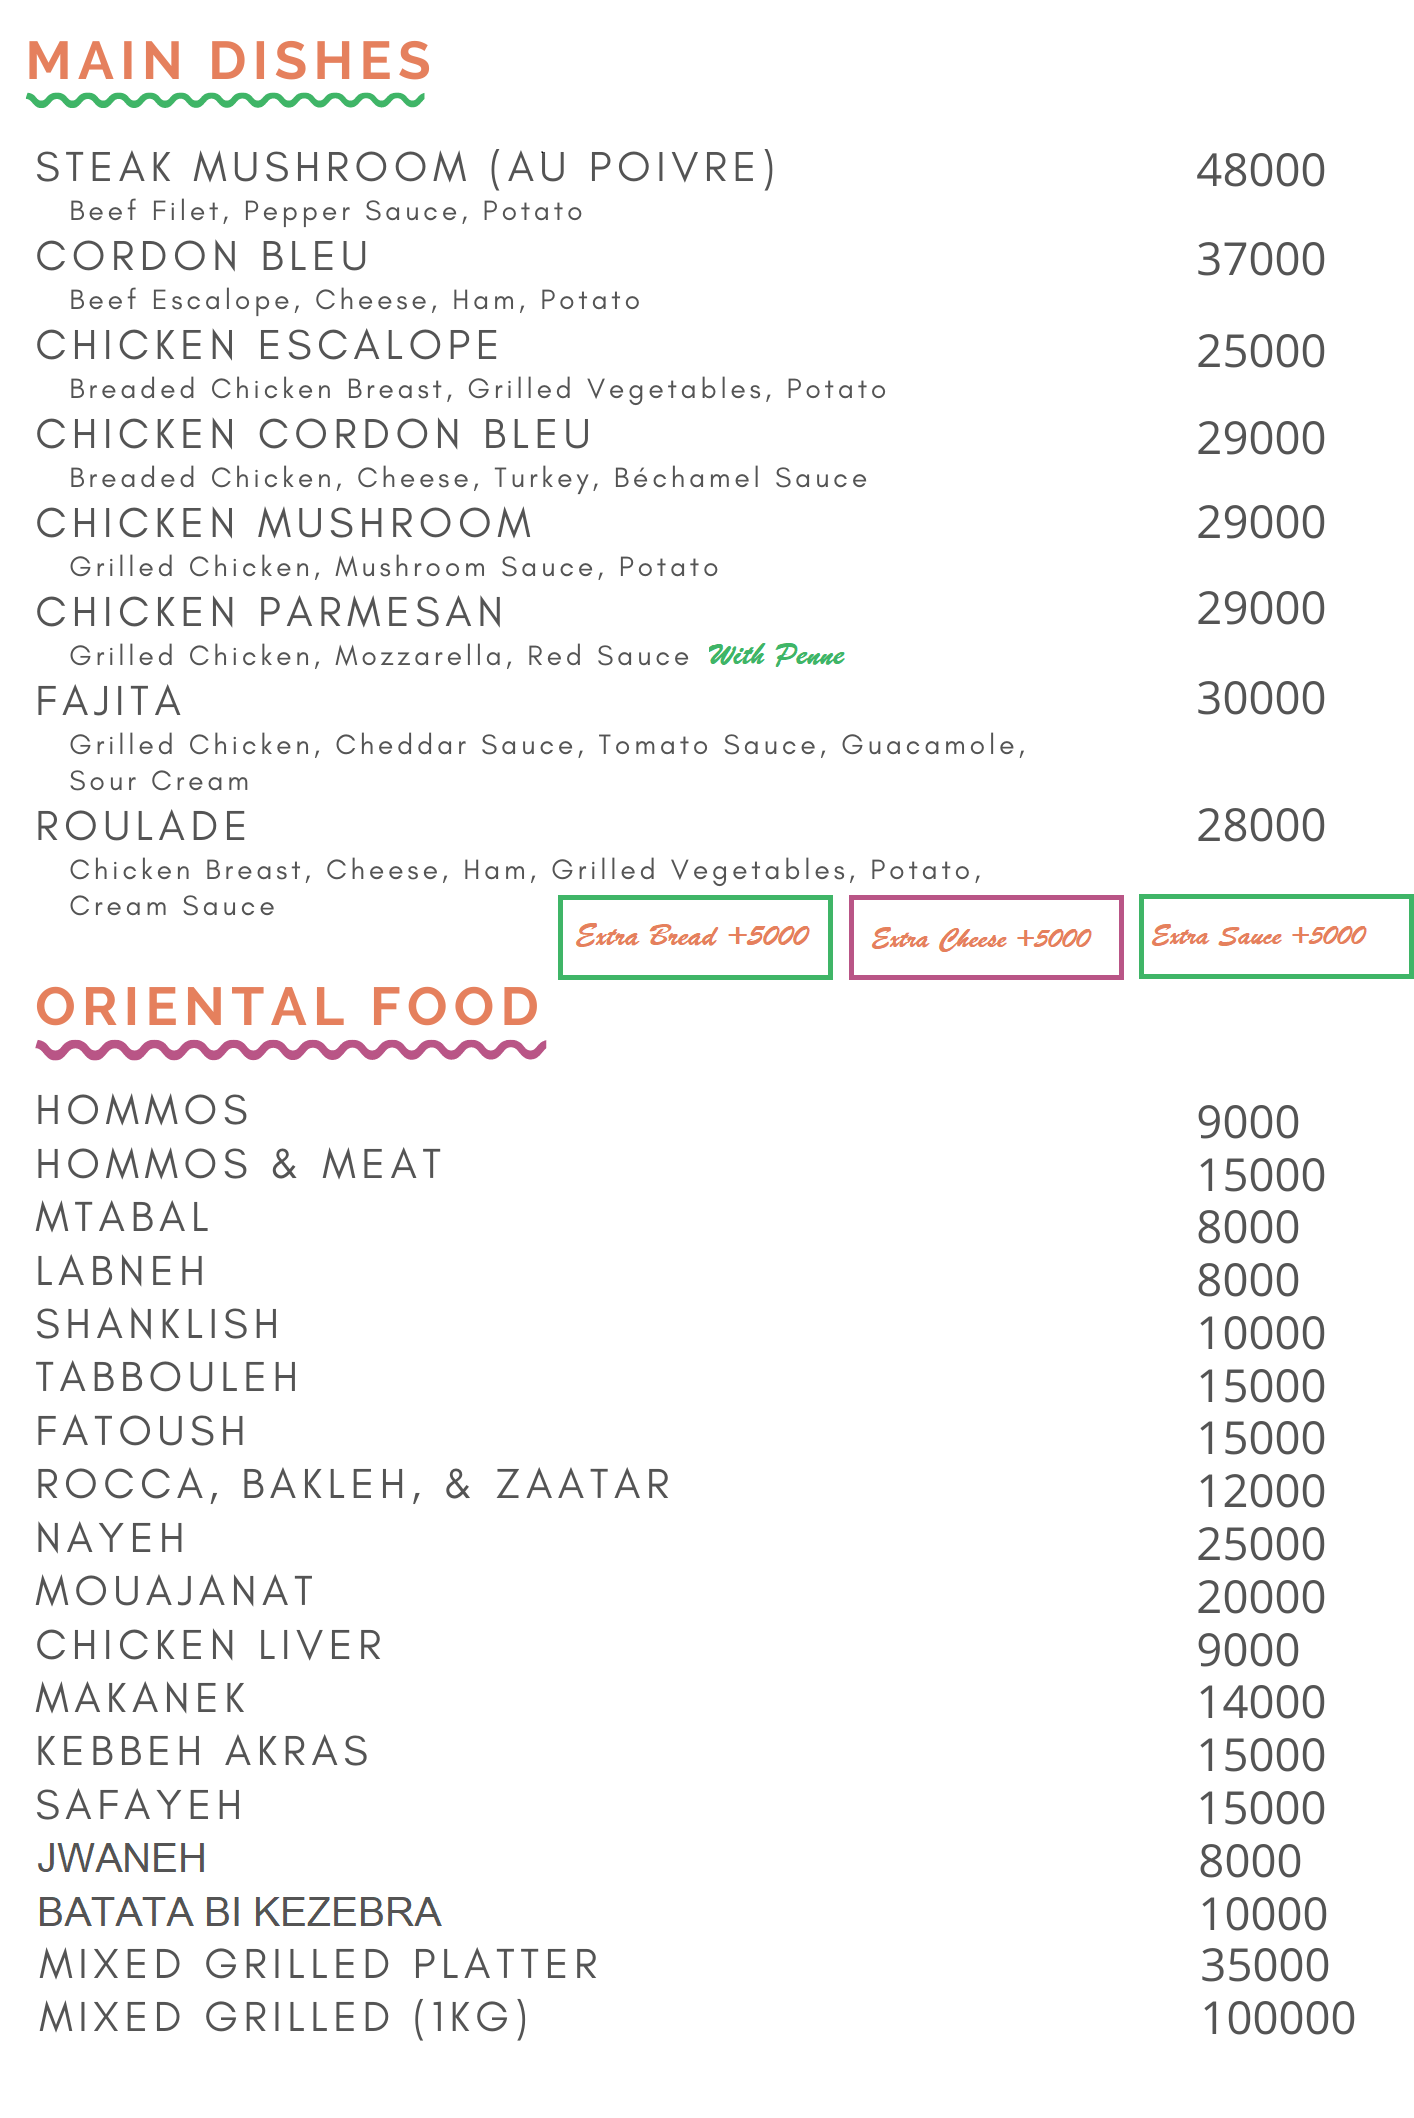 MAIN DISHES
STEAK MUSHROOM (AU POIVRE) 48000
Beef Filet, Pepper Sauce, Potato
CORDON BLEU 37000
Beef Escalope, Cheese, Ham, Potato
CHICKEN ESCALOPE 25000
Breaded Chicken Breast, Grilled Vegetables, Potato
CHICKEN CORDON BLEU 29000
Breaded Chicken, Cheese, Turkey, Béchamel Sauce
CHICKEN MUSHROOM 29000
Grilled Chicken, Mushroom Sauce, Potato
CHICKEN PARMESAN 29000
Grilled Chicken, Mozzarella, Red Sauce With Penne
FAJITA 30000
Grilled Chicken, Cheddar Sauce, Tomato Sauce, Guacamole,
Sour Cream
ROULADE 28000
Chicken Breast, Cheese, Ham, Grilled Vegetables, Potato,
Cream Sauce
Extra Bread +5000 Extra Cheese +5000 Extra Sauce +5000
ORIENTAL FOOD
HOMMOS 9000
HOMMOS & MEAT 15000
MTABAL 8000
LABNEH 8000
SHANKLISH 10000
TABBOULEH 15000
FATOUSH 15000
ROCCA, BAKLEH, & ZAATAR 12000
NAYEH 25000
MOUAJANAT 20000
CHICKEN LIVER 9000
MAKANEK 14000
KEBBEH AKRAS 15000
SAFAYEH 15000
JWANEH 8000
BATATA BI KEZEBRA 10000
MIXED GRILLED PLATTER 35000
MIXED GRILLED (1KG) 100000